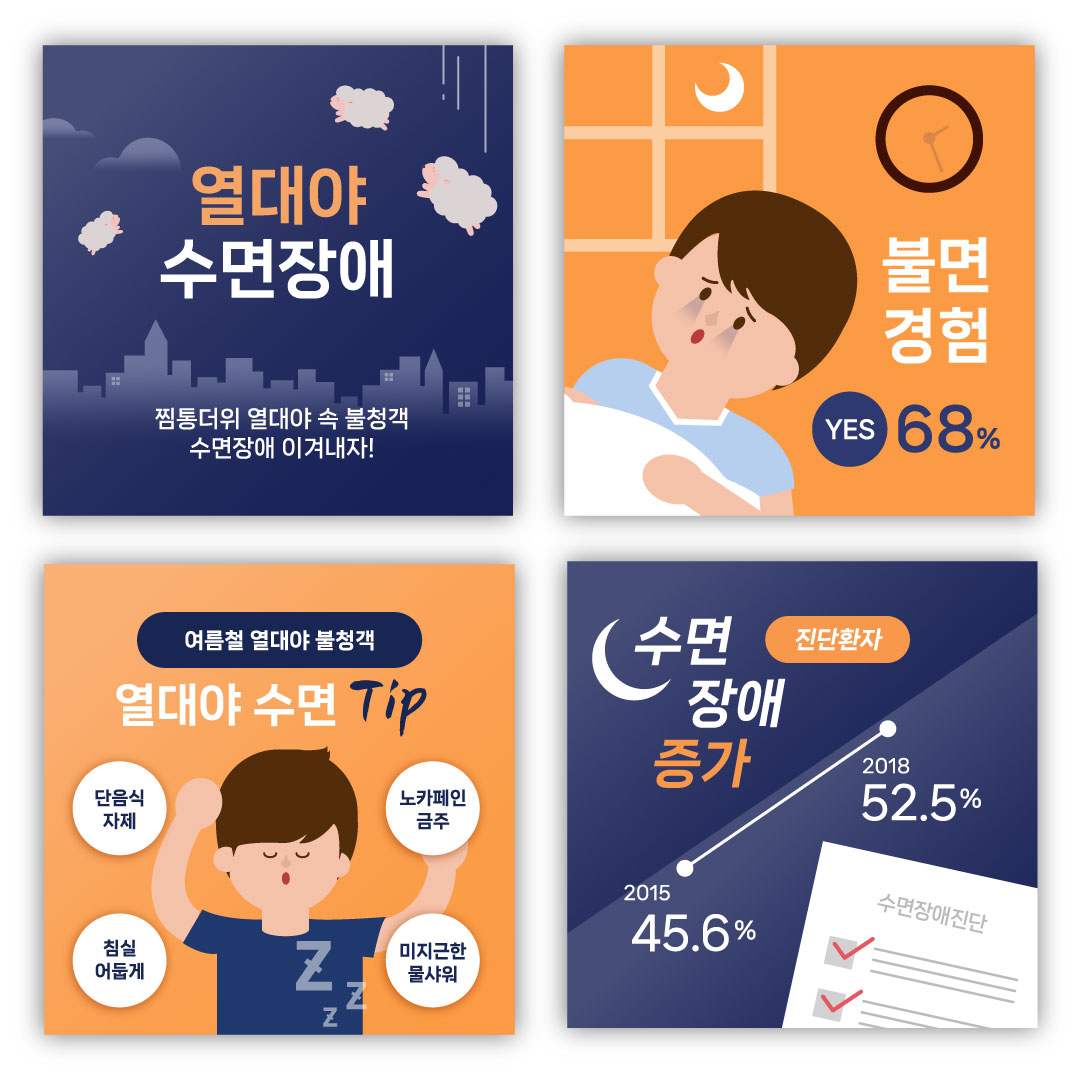 열대야
수면장애
찜통더위 열대야 속 불청객
수면장애 이겨내자!
불면
경험
YES 68%
여름철 열대야 불청객
열대야 수면 Tip
단음식
자제
노카페인
금주
침실
어둡게
미지근한
물샤워
Z
Z
Z
수면
장애
증가
진단환자
2018
52.5%
2015
45.6%
수면장애진단